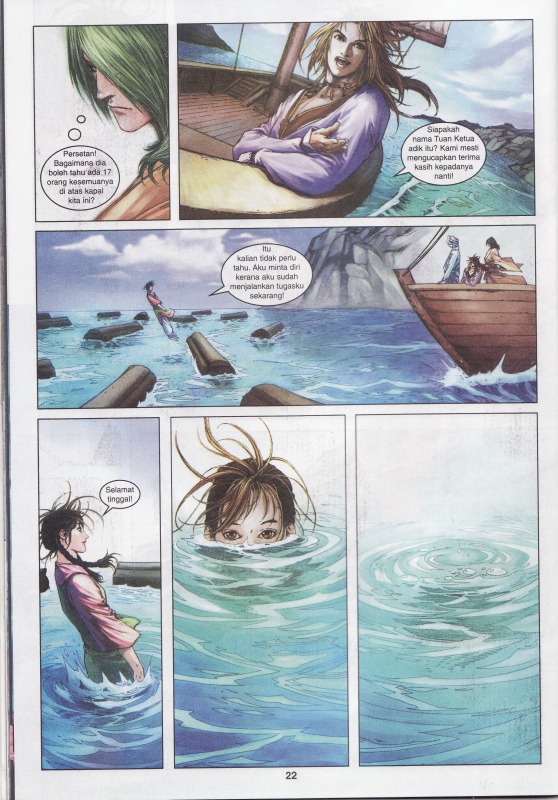 Persetan!
Bagaimana dia
boleh tahu ada 17
orang kesemuanya
di atas kapal
kita ini?
Siapakah
nama Tuan Ketua
adik itu? Kami mesti
mengucapkan terima
kasih kepadanya
nanti!
Itu
kalian tidak perlu
tahu. Aku minta diri
kerana aku sudah
menjalankan tugasku
sekarang!
Selamat
tinggal!
22